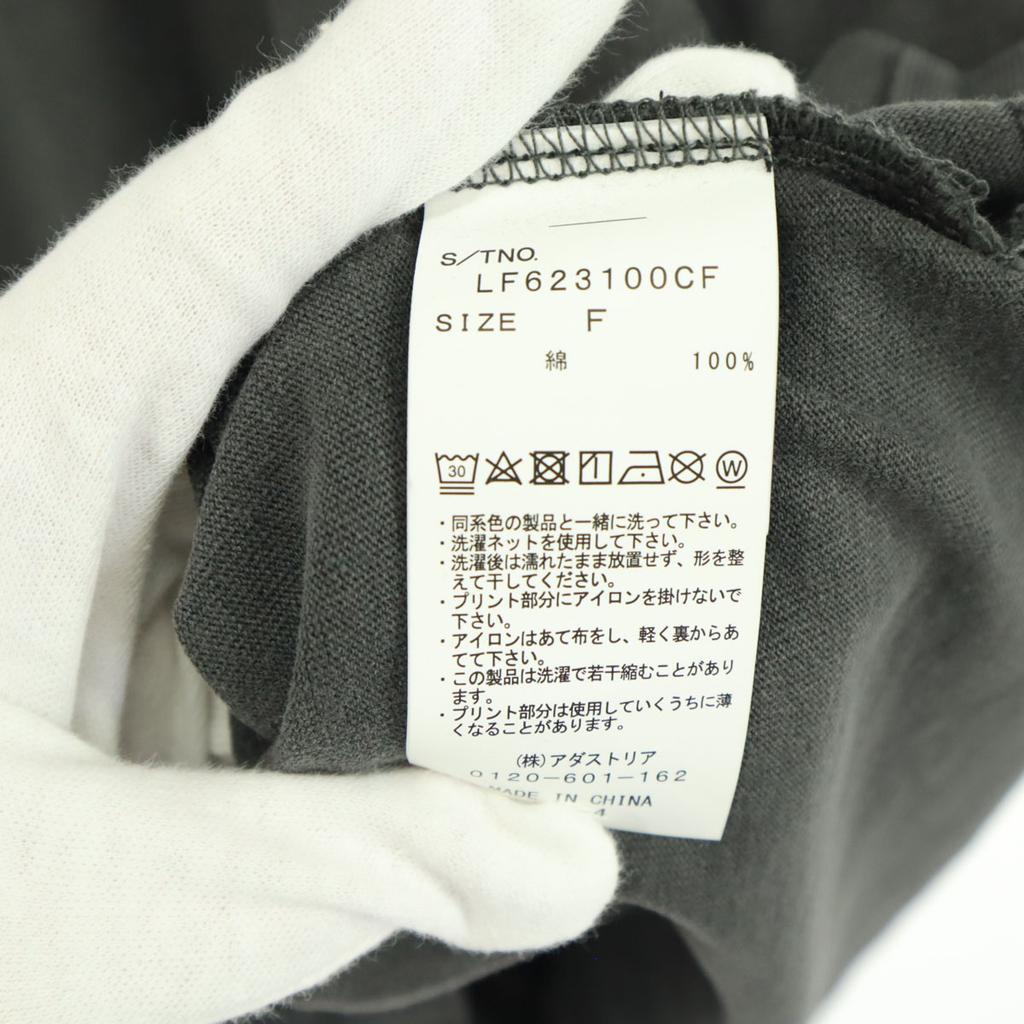 S/TNO.
LF623100CF
SIZE F
綿 100%
30
W
・同系色の製品と一緒に洗って下さい。
・洗濯ネットを使用して下さい。
・洗濯後は濡れたまま放置せず、形を整
えて干してください。
・プリント部分にアイロンを掛けないで
下さい。
・アイロンはあて布をし、軽く裏からあ
てて下さい。
・この製品は洗濯で若干縮むことがあり
ます。
・プリント部分は使用していくうちに薄
くなることがあります。
(株)アダストリア
0120-601-162
MADE IN CHINA